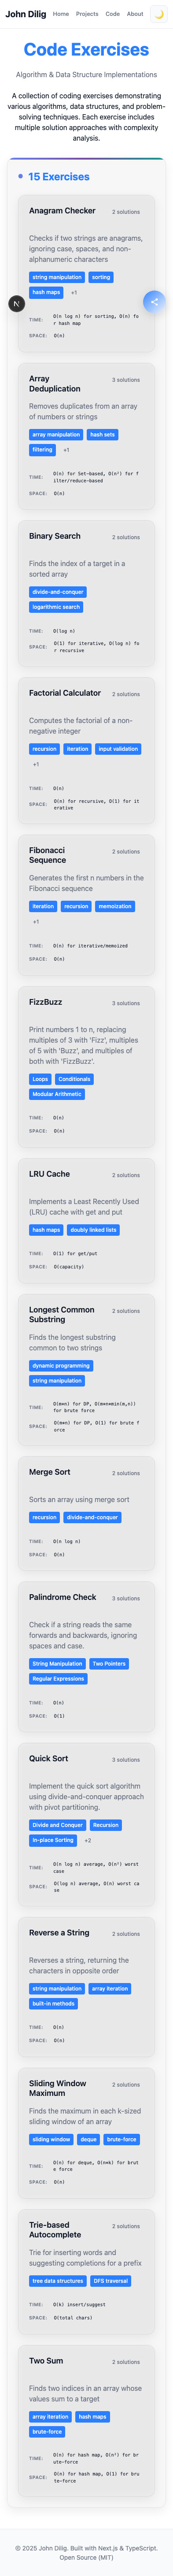 John Dilig Home Projects Code About
Code Exercises
Algorithm & Data Structure Implementations
A collection of coding exercises demonstrating
various algorithms, data structures, and problem-
solving techniques. Each exercise includes
multiple solution approaches with complexity
analysis.
15 Exercises
Anagram Checker 2 solutions
Checks if two strings are anagrams,
ignoring case, spaces, and non-
alphanumeric characters
string manipulation sorting
hash maps +1
N
TIME: O(n log n) for sorting, O(n) fo
r hash map
SPACE: O(n)
Array
Deduplication 3 solutions
Removes duplicates from an array
of numbers or strings
array manipulation hash sets
filtering +1
TIME: O(n) for Set-based, O(n²) for f
ilter/reduce-based
SPACE: O(n)
Binary Search 2 solutions
Finds the index of a target in a
sorted array
divide-and-conquer
logarithmic search
TIME: O(log n)
SPACE: O(1) for iterative, O(log n) fo
r recursive
Factorial Calculator 2 solutions
Computes the factorial of a non-
negative integer
recursion iteration input validation
+1
TIME: O(n)
SPACE: O(n) for recursive, O(1) for it
erative
Fibonacci
Sequence 2 solutions
Generates the first n numbers in the
Fibonacci sequence
iteration recursion memoization
+1
TIME: O(n) for iterative/memoized
SPACE: O(n)
FizzBuzz 3 solutions
Print numbers 1 to n, replacing
multiples of 3 with 'Fizz', multiples
of 5 with 'Buzz', and multiples of
both with 'FizzBuzz'.
Loops Conditionals
Modular Arithmetic
TIME: O(n)
SPACE: O(n)
LRU Cache 2 solutions
Implements a Least Recently Used
(LRU) cache with get and put
hash maps doubly linked lists
TIME: O(1) for get/put
SPACE: O(capacity)
Longest Common
Substring 2 solutions
Finds the longest substring
common to two strings
dynamic programming
string manipulation
TIME: O(m*n) for DP, O(m*n*min(m,n))
for brute force
SPACE: O(m*n) for DP, O(1) for brute f
orce
Merge Sort 2 solutions
Sorts an array using merge sort
recursion divide-and-conquer
TIME: O(n log n)
SPACE: O(n)
Palindrome Check 3 solutions
Check if a string reads the same
forwards and backwards, ignoring
spaces and case.
String Manipulation Two Pointers
Regular Expressions
TIME: O(n)
SPACE: O(1)
Quick Sort 3 solutions
Implement the quick sort algorithm
using divide-and-conquer approach
with pivot partitioning.
Divide and Conquer Recursion
In-place Sorting +2
TIME: O(n log n) average, O(n²) worst
case
SPACE: O(log n) average, O(n) worst ca
se
Reverse a String 2 solutions
Reverses a string, returning the
characters in opposite order
string manipulation array iteration
built-in methods
TIME: O(n)
SPACE: O(n)
Sliding Window
Maximum 2 solutions
Finds the maximum in each k-sized
sliding window of an array
sliding window deque brute-force
TIME: O(n) for deque, O(n*k) for brut
e force
SPACE: O(n)
Trie-based
Autocomplete 2 solutions
Trie for inserting words and
suggesting completions for a prefix
tree data structures DFS traversal
TIME: O(k) insert/suggest
SPACE: O(total chars)
Two Sum 2 solutions
Finds two indices in an array whose
values sum to a target
array iteration hash maps
brute-force
TIME: O(n) for hash map, O(n²) for br
ute-force
SPACE: O(n) for hash map, O(1) for bru
te-force
© 2025 John Dilig. Built with Next.js & TypeScript.
Open Source (MIT)